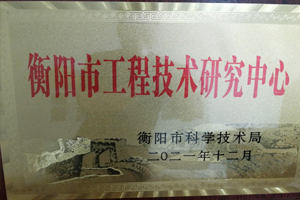 衡阳市工程技术研究中心
衡阳市科学技术局
二〇二一年十二月